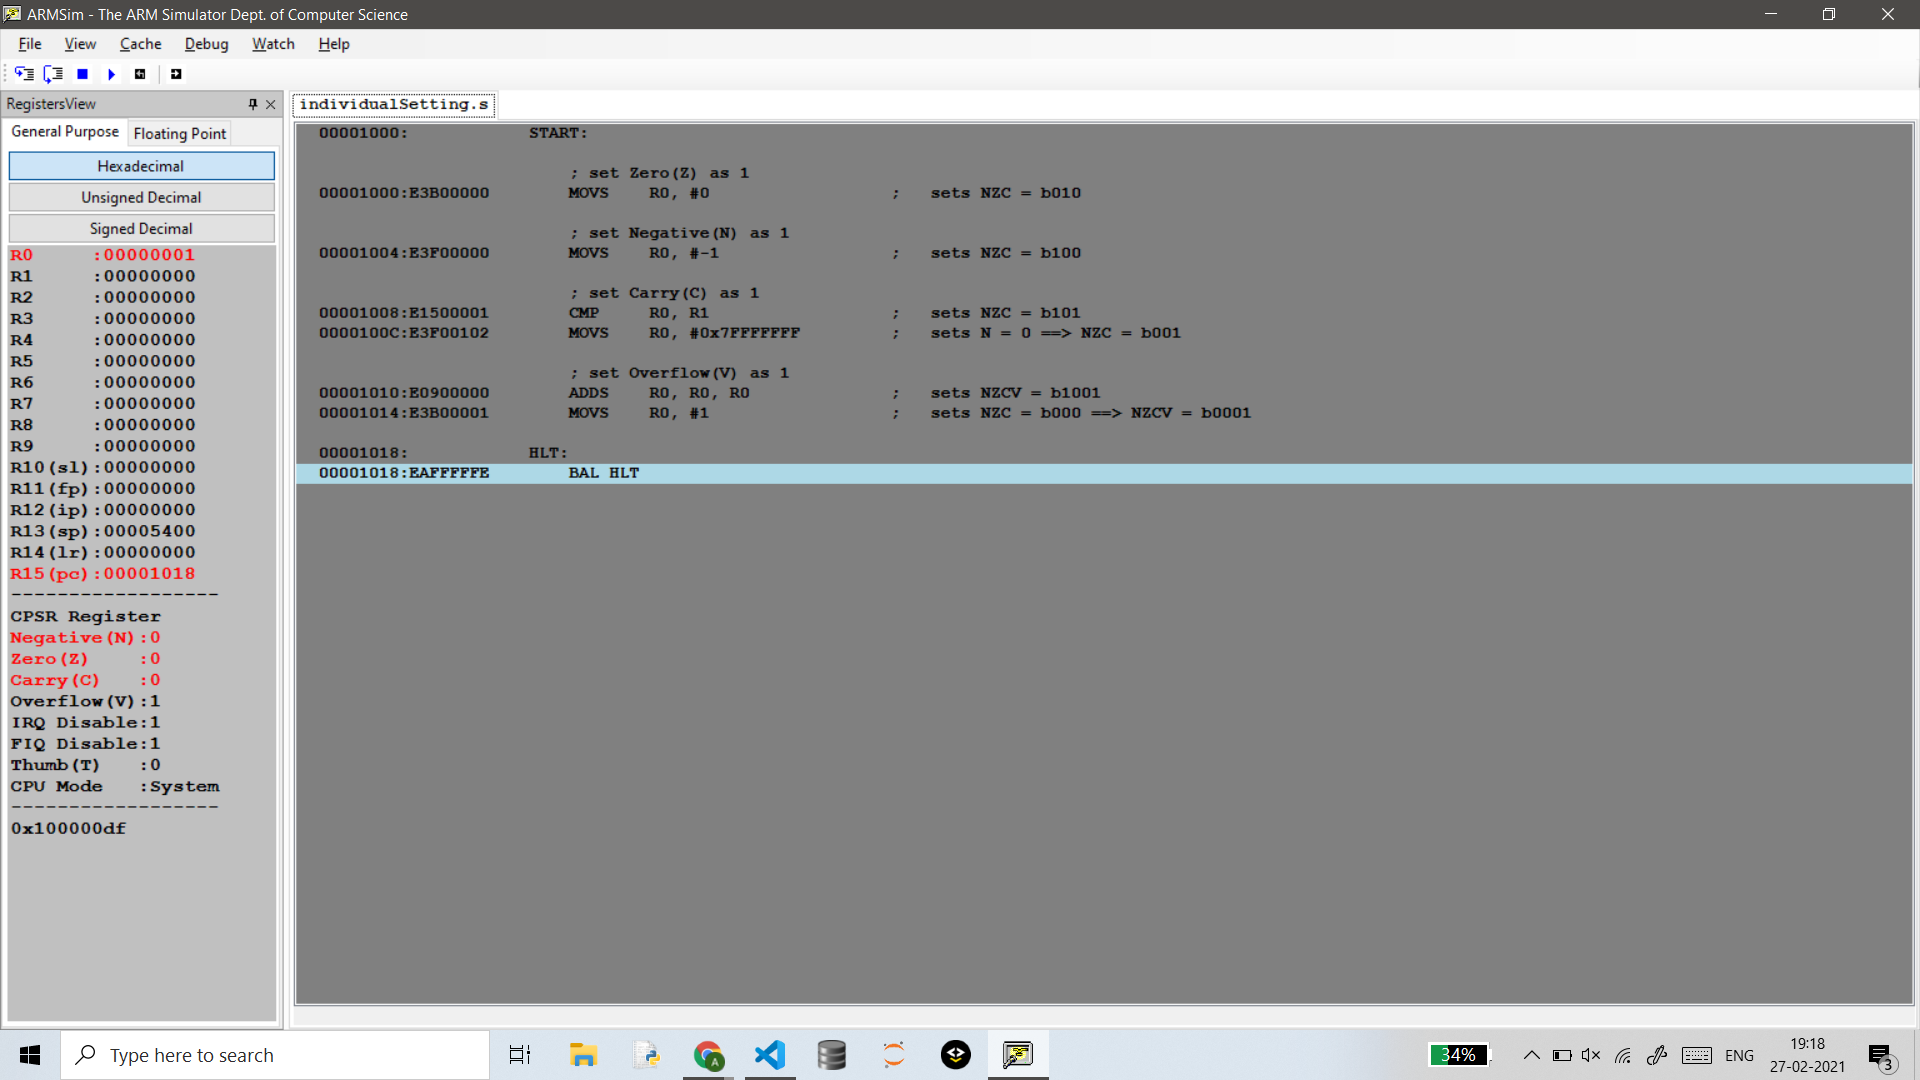 ARMSim - The ARM Simulator Dept. of Computer Science
File View Cache Debug Watch Help
RegistersView
General Purpose Floating Point
Hexadecimal
Unsigned Decimal
Signed Decimal
R0 :00000001
R1 :00000000
R2 :00000000
R3 :00000000
R4 :00000000
R5 :00000000
R6 :00000000
R7 :00000000
R8 :00000000
R9 :00000000
R10(sl):00000000
R11(fp):00000000
R12(ip):00000000
R13(sp):00005400
R14(lr):00000000
R15(pc):00001018
------------------
CPSR Register
Negative(N):0
Zero(Z) :0
Carry(C) :0
Overflow(V):1
IRQ Disable:1
FIQ Disable:1
Thumb(T) :0
CPU Mode :System
------------------
0x100000df
individualSetting.s
00001000: START:
; set Zero(Z) as 1
00001000:E3B00000 MOVS R0, #0 ; sets NZC = b010
; set Negative(N) as 1
00001004:E3F00000 MOVS R0, #-1 ; sets NZC = b100
; set Carry(C) as 1
00001008:E1500001 CMP R0, R1 ; sets NZC = b101
0000100C:E3F00102 MOVS R0, #0x7FFFFFFF ; sets N = 0 ==> NZC = b001
; set Overflow(V) as 1
00001010:E0900000 ADDS R0, R0, R0 ; sets NZCV = b1001
00001014:E3B00001 MOVS R0, #1 ; sets NZC = b000 ==> NZCV = b0001
00001018: HLT:
00001018:EAFFFFFE BAL HLT
Type here to search
A
34%
ENG
19:18
27-02-2021
3